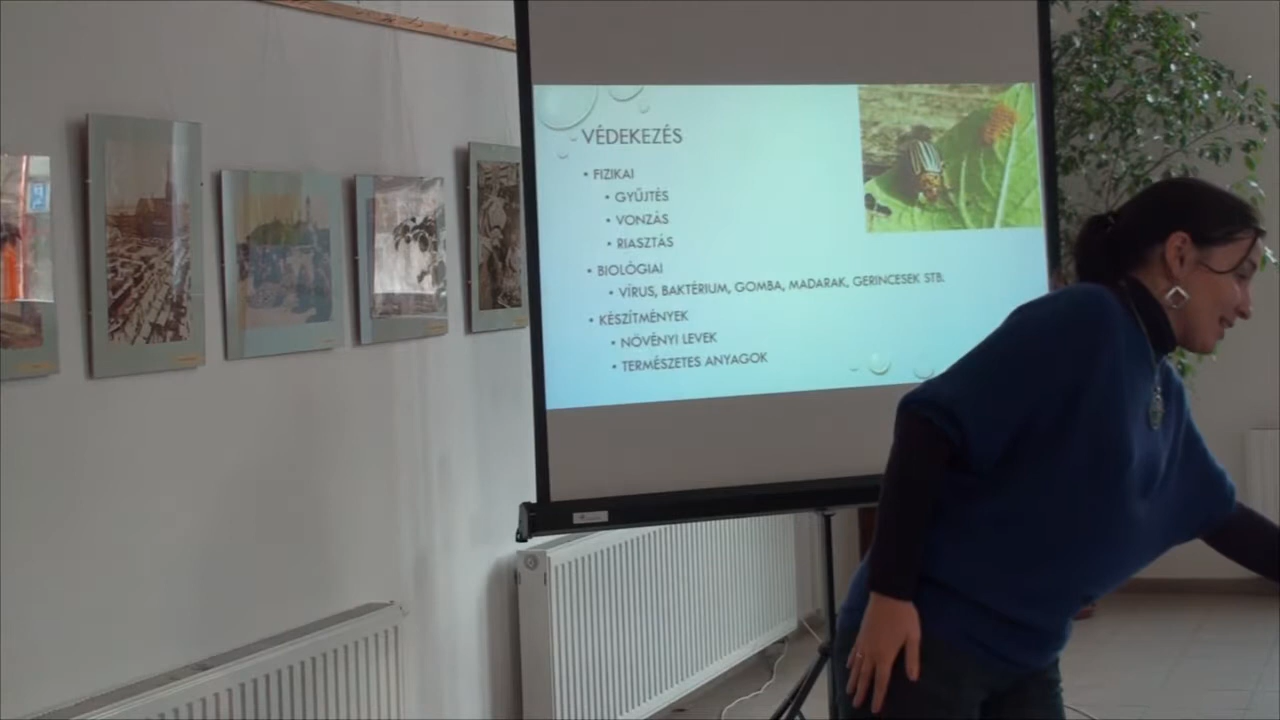 VÉDEKEZÉS
• FIZIKAI
• GYŰJTÉS
• VONZÁS
• RIASZTÁS
• BIOLÓGIAI
• VÍRUS, BAKTÉRIUM, GOMBA, MADARAK, GERINCESEK STB.
• KÉSZÍTMÉNYEK
• NÖVÉNYI LEVEK
• TERMÉSZETES ANYAGOK